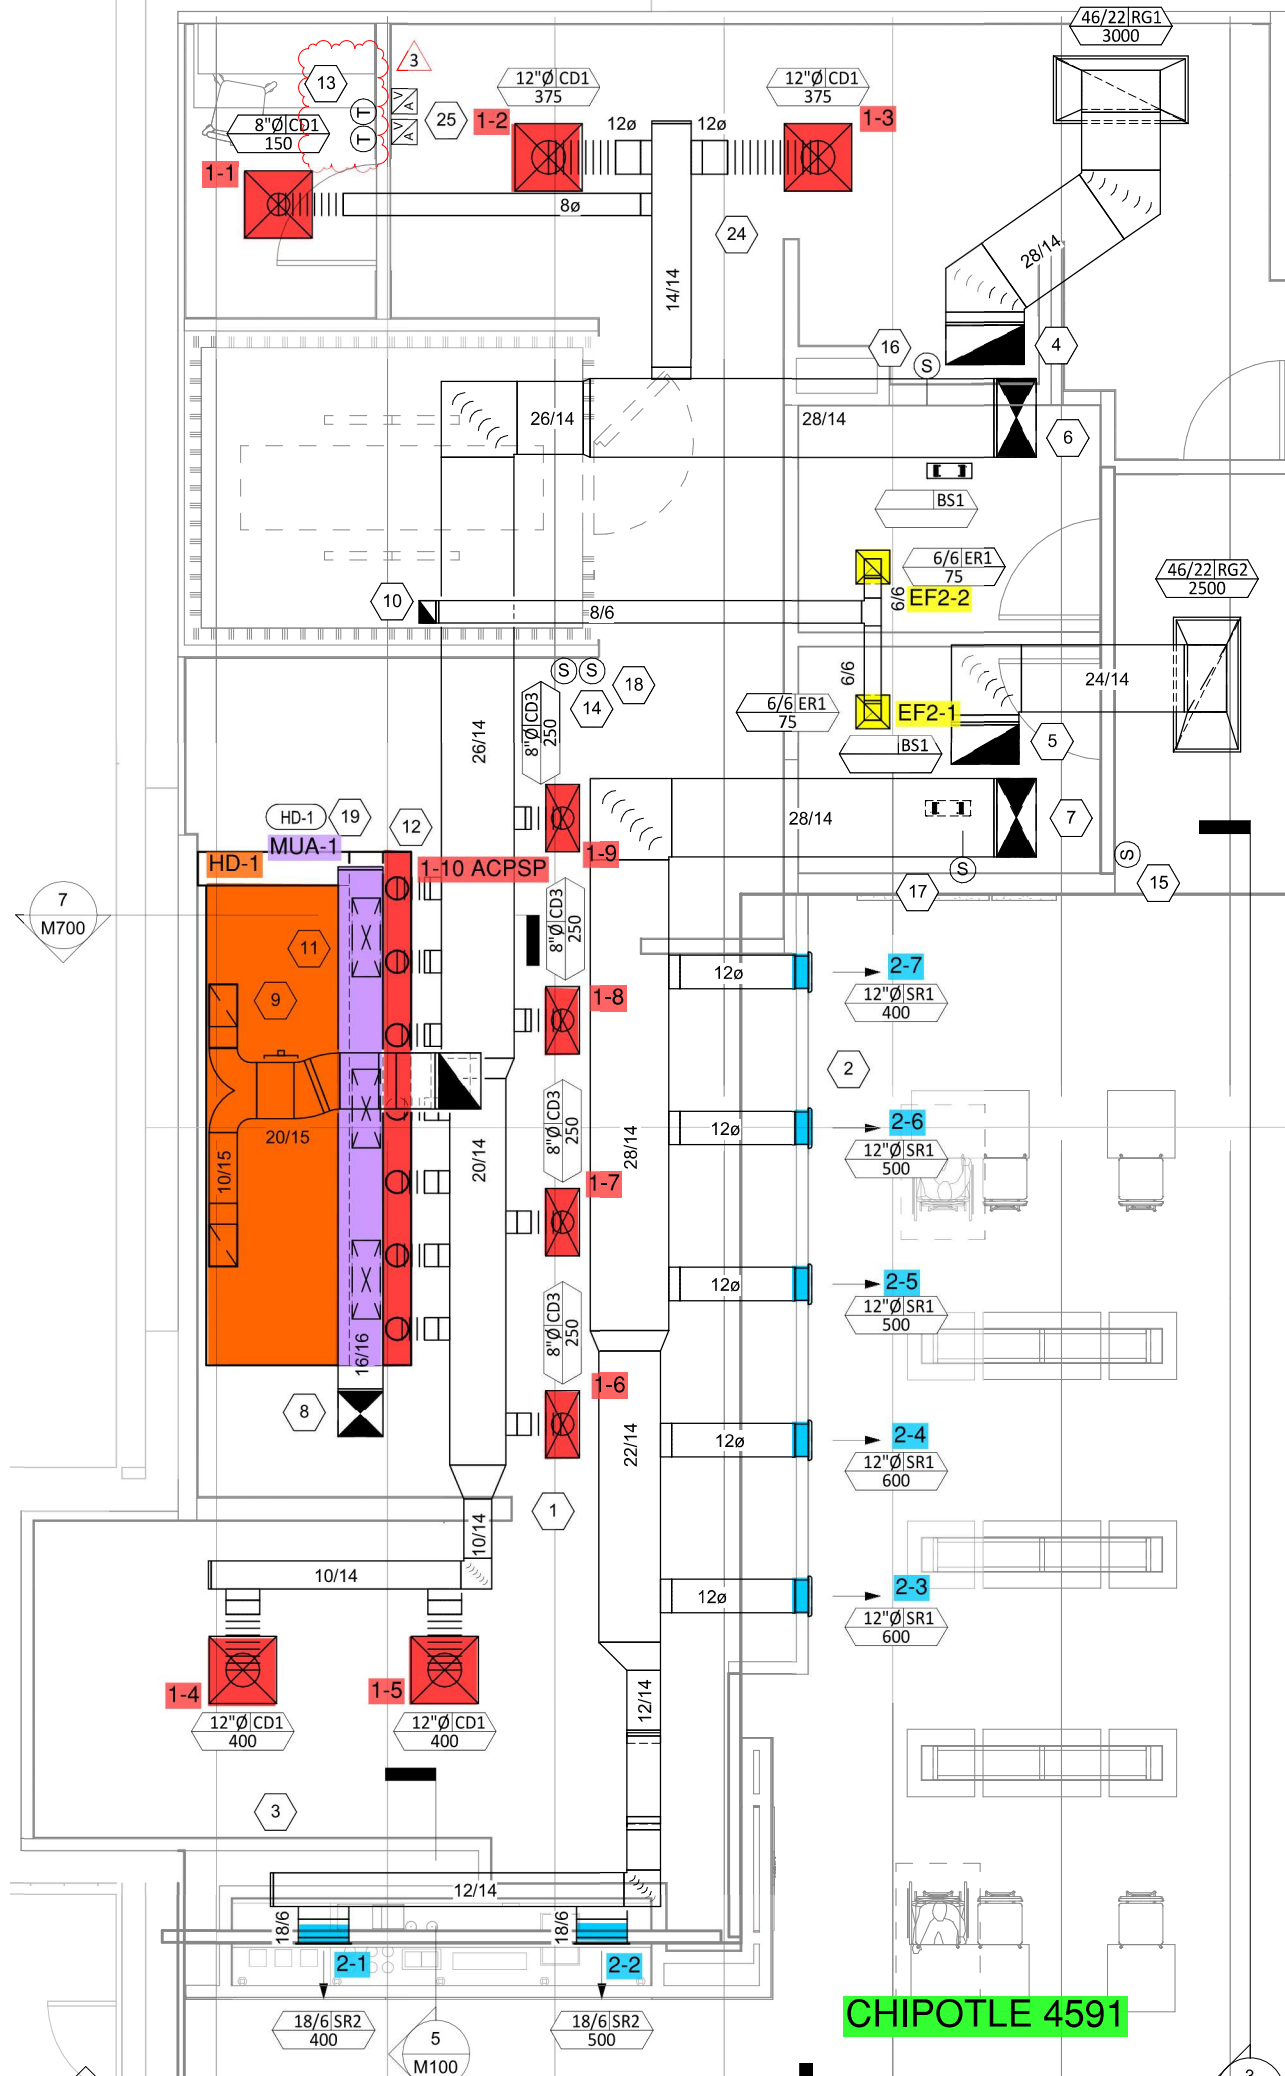 46/22 RG1
3000
3
13
12"Ø CD1
375
12"Ø CD1
375
V
A
V
A
25
8"Ø CD1
150
T
T
1-2
12ø
12ø
1-3
1-1
8ø
24
28/14
14/14
16
S
4
26/14
28/14
6
BS1
6/6 ER1
75
EF2-2
46/22 RG2
2500
10
8/6
6/6
6/6
S
S
18
14
24/14
8"Ø CD3
250
6/6 ER1
75
EF2-1
BS1
5
26/14
HD-1
19
12
28/14
7
MUA-1
HD-1
1-10 ACPSP
1-9
S
S
15
17
7
M700
8"Ø CD3
250
11
9
12ø
2-7
12"Ø SR1
400
1-8
2
8"Ø CD3
250
20/15
10/15
20/14
28/14
12ø
2-6
12"Ø SR1
500
1-7
12ø
2-5
12"Ø SR1
500
8"Ø CD3
250
16/16
1-6
8
22/14
12ø
2-4
12"Ø SR1
600
1
10/14
10/14
12ø
2-3
12"Ø SR1
600
1-4
1-5
12/14
12"Ø CD1
400
12"Ø CD1
400
3
12/14
18/6
18/6
2-1
2-2
18/6 SR2
400
18/6 SR2
500
CHIPOTLE 4591
5
M100
3